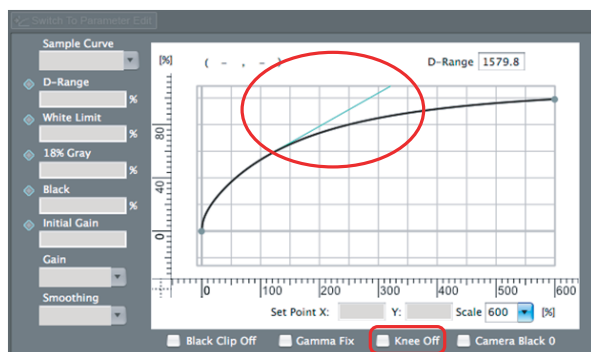 Switch To Parameter Edit
Sample Curve
D-Range
%
White Limit
%
18% Gray
%
Black
%
Initial Gain
Gain
Smoothing
[%]
( - , - )
D-Range 1579.8
80
40
0
0 100 200 300 400 500 600
Set Point X: Y: Scale 600 [%]
Black Clip Off Gamma Fix Knee Off Camera Black 0